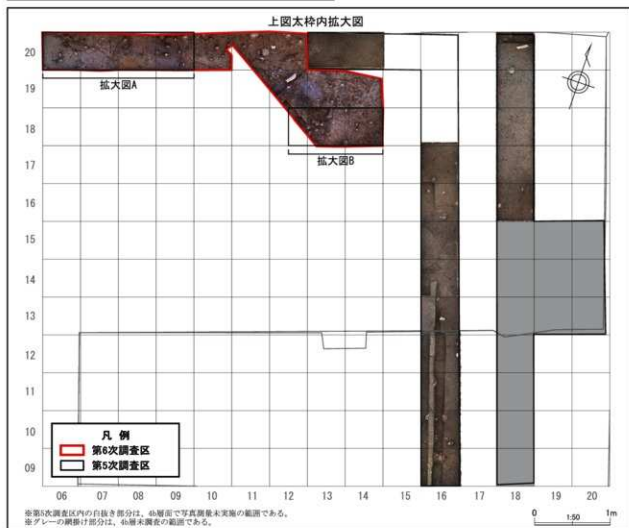 上図太枠内拡大図
20
19
18
17
16
15
14
13
12
11
10
09
拡大図A
拡大図B
凡 例
第6次調査区
第5次調査区
06 07 08 09 10 11 12 13 14 15 16 17 18 19 20
0 1:50 1m
※第5次調査区内の白抜き部分は、4b層面で写真測量未実施の範囲である。
※グレーの網掛け部分は、4b層未調査の範囲である。